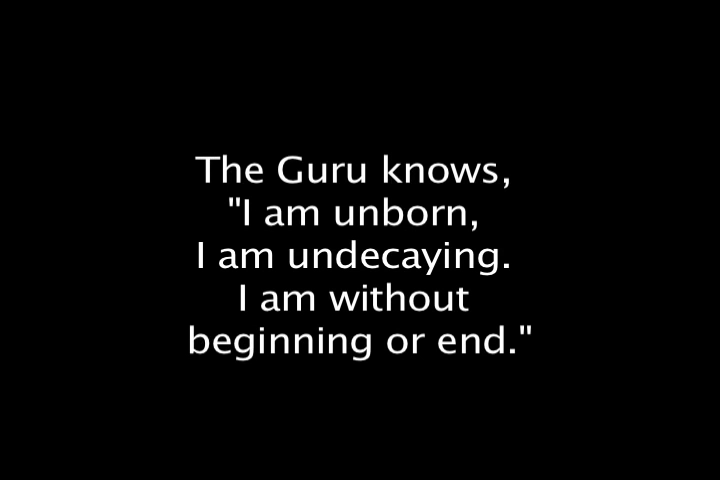 The Guru knows,
"I am unborn,
I am undecaying.
I am without
beginning or end."